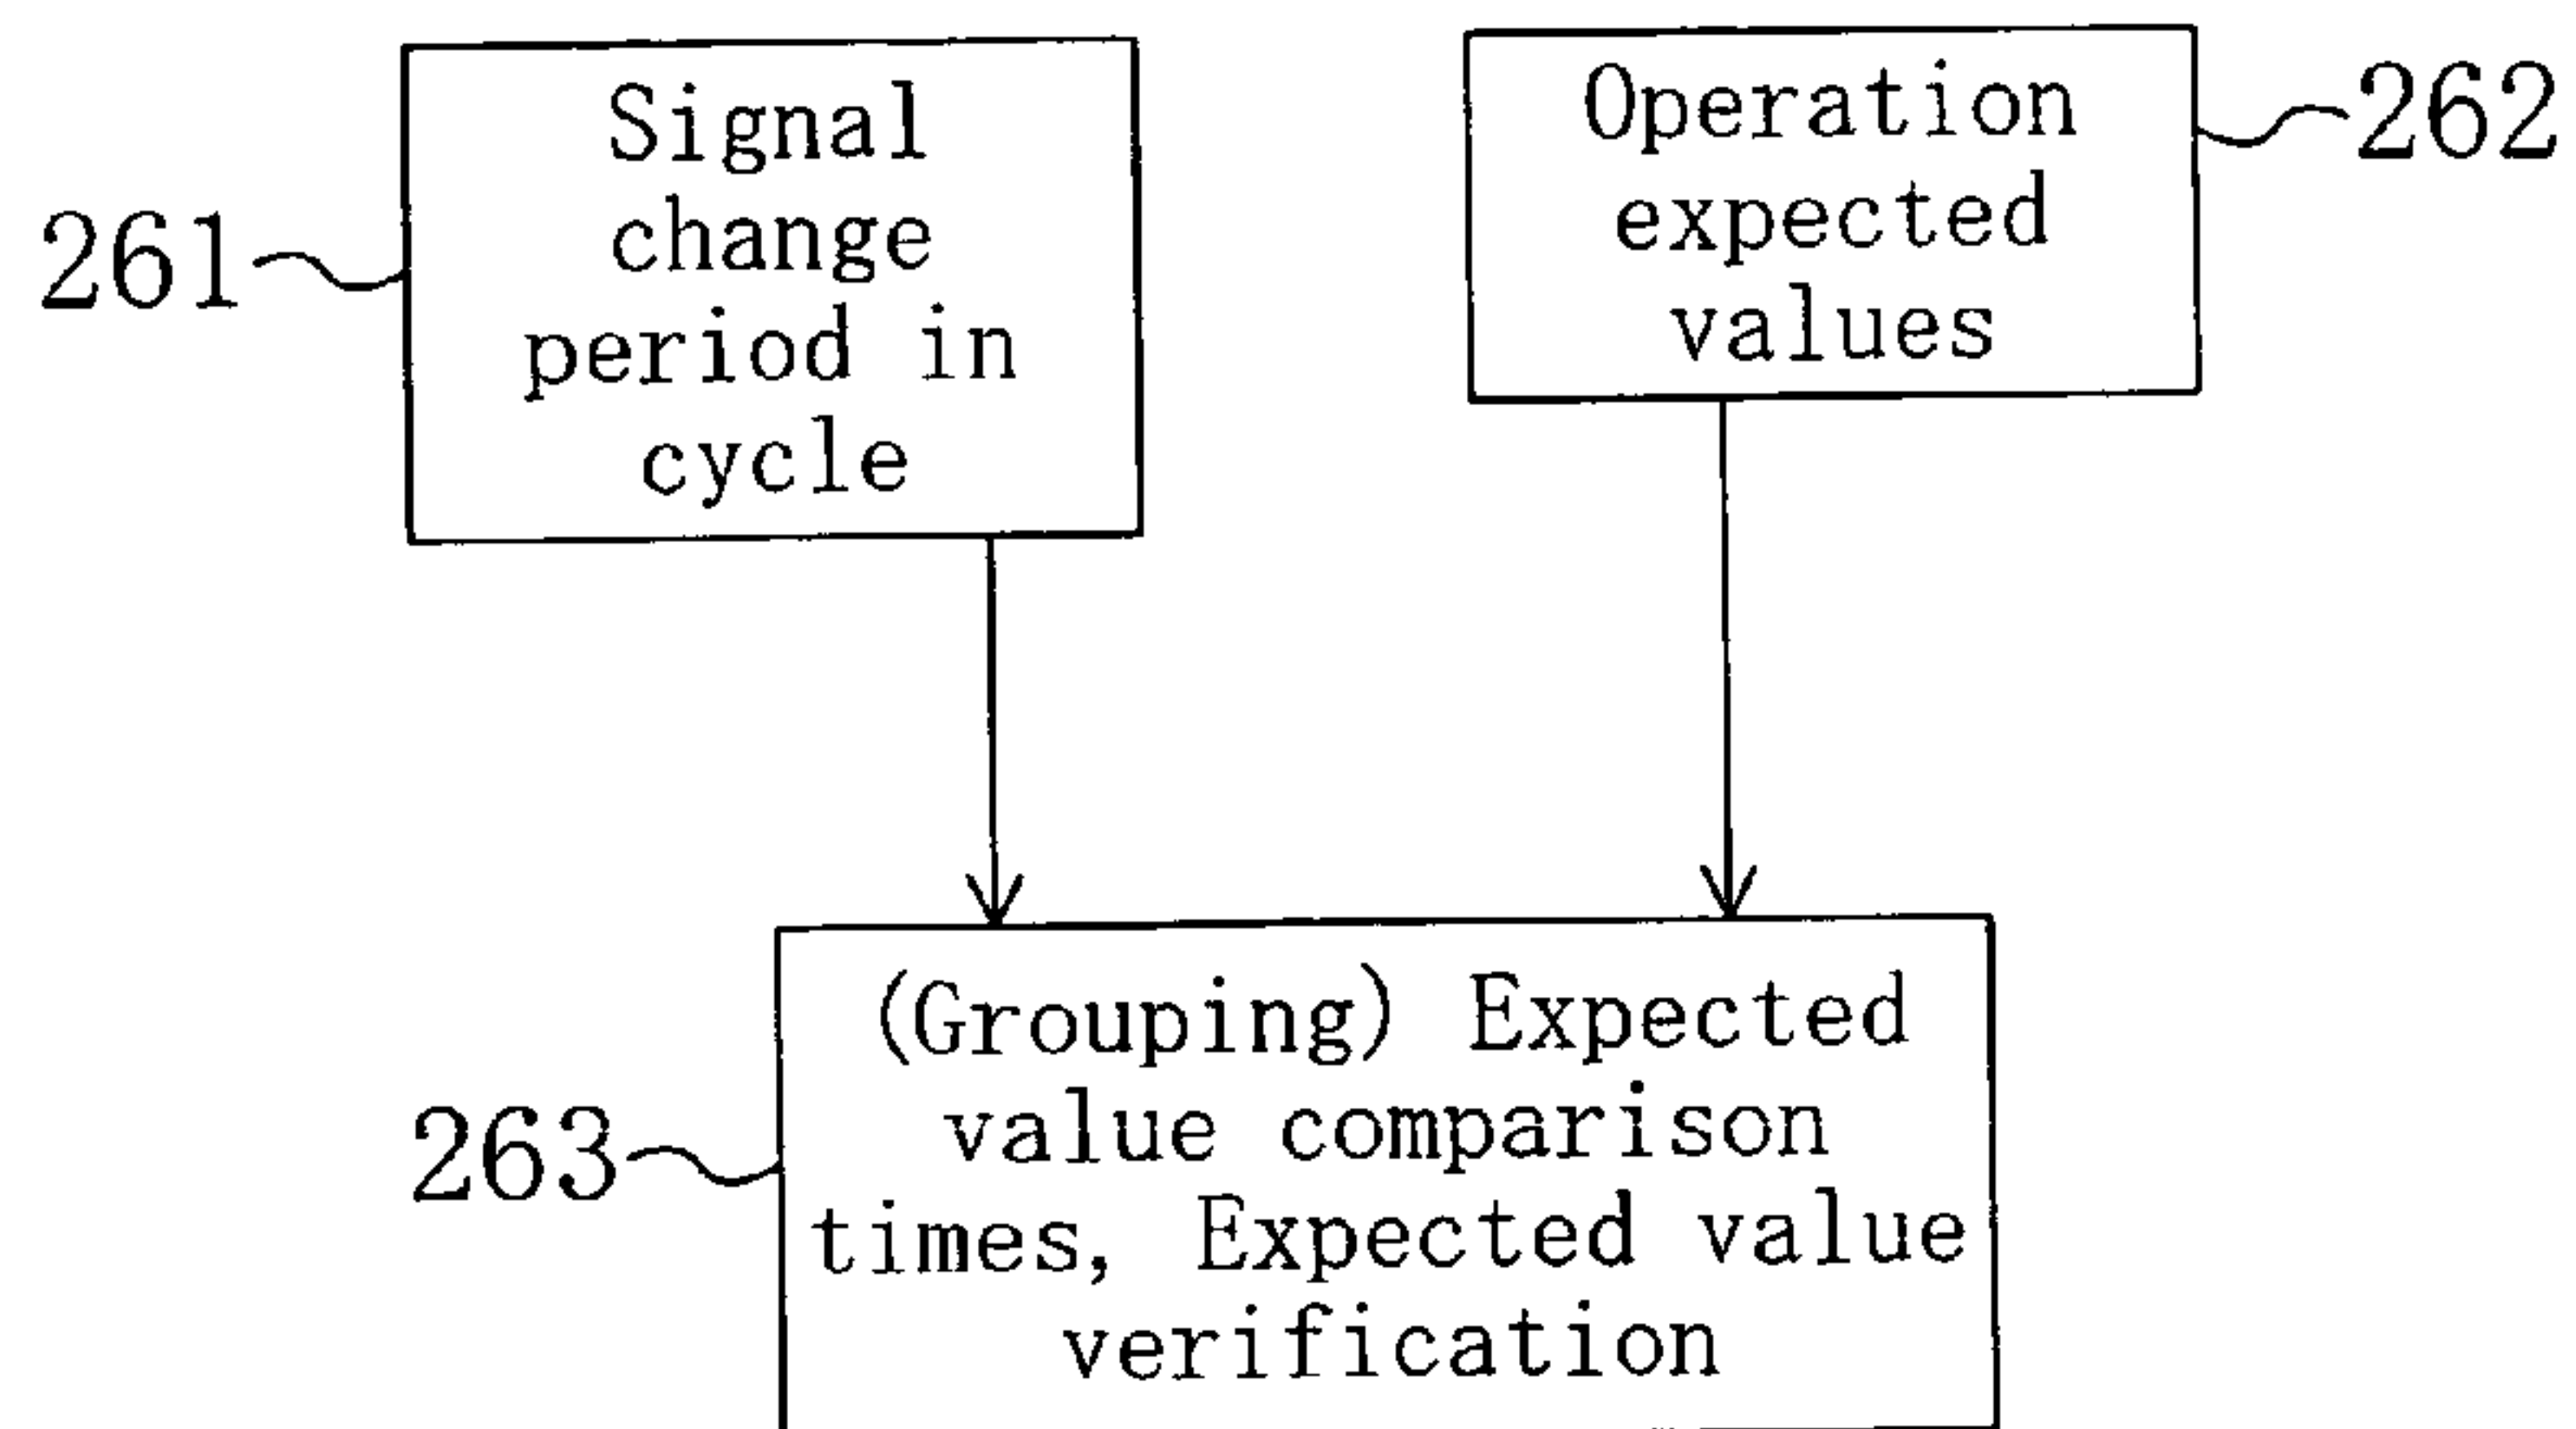 Signal
change
period in
cycle
261
Operation
expected
values
262
(Grouping) Expected
value comparison
times, Expected value
verification
263